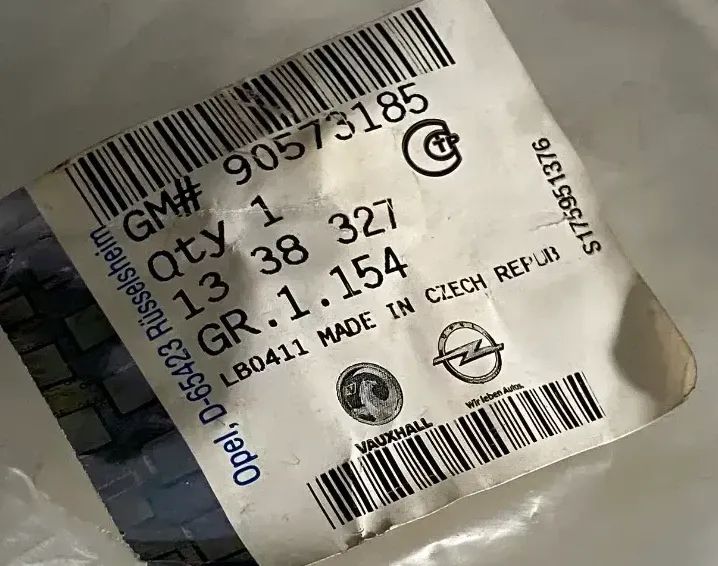 GM# 90573185
Qty 1
13 38 327
GR.1.154
LB0411 MADE IN CZECH REPUB
S175951376
Opel, D-65423 Rüsselsheim
OPEL
VAUXHALL
Wir leben Autos.